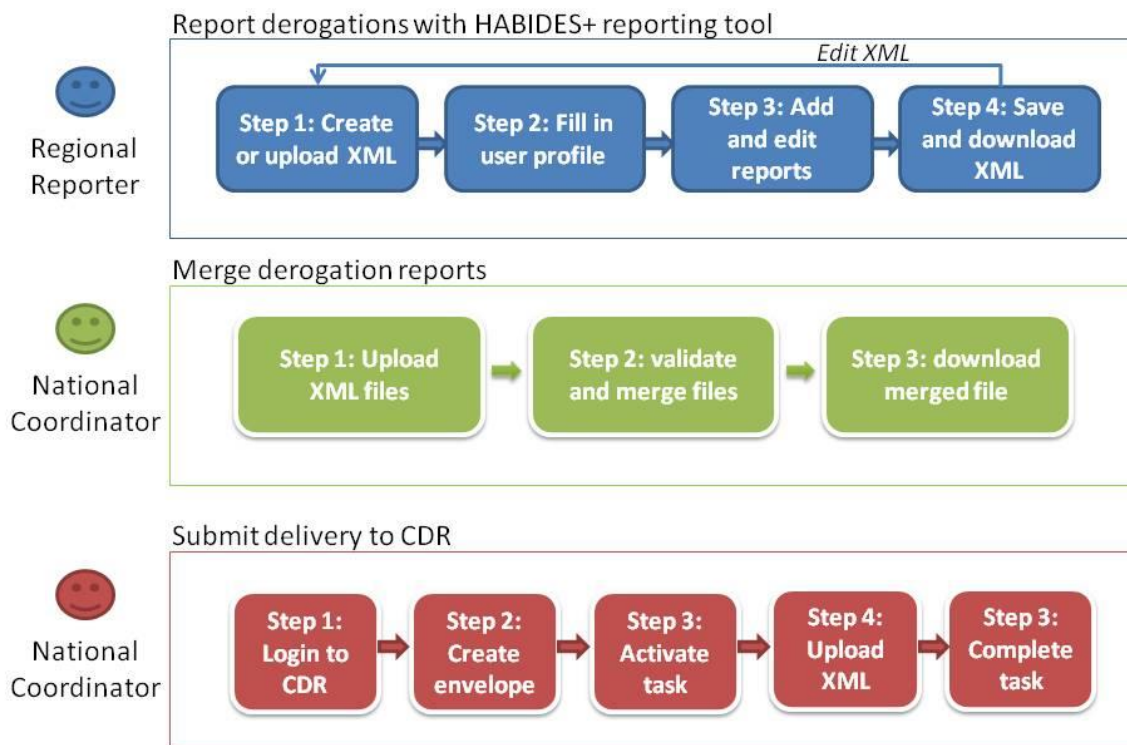 Report derogations with HABIDES+ reporting tool
Edit XML
Regional
Reporter
Step 1: Create
or upload XML
Step 2: Fill in
user profile
Step 3: Add
and edit
reports
Step 4: Save
and download
XML
Merge derogation reports
National
Coordinator
Step 1: Upload
XML files
Step 2: validate
and merge files
Step 3: download
merged file
Submit delivery to CDR
National
Coordinator
Step 1:
Login to
CDR
Step 2:
Create
envelope
Step 3:
Activate
task
Step 4:
Upload
XML
Step 3:
Complete
task